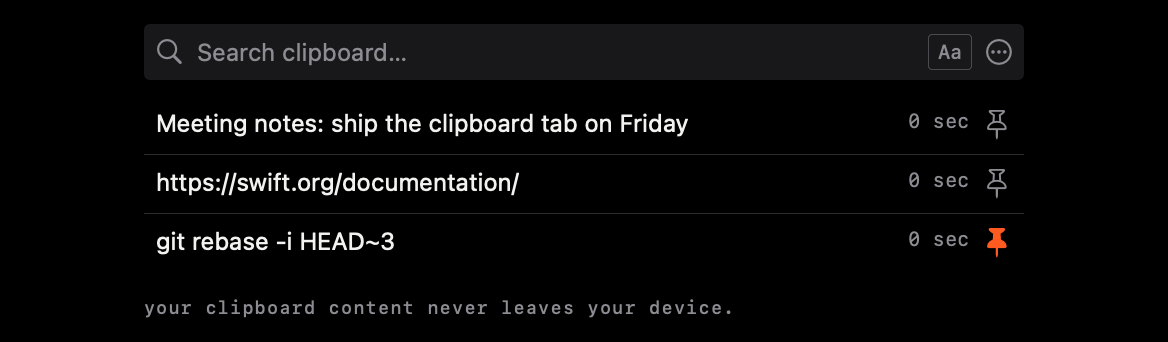 Search clipboard... Aa
Meeting notes: ship the clipboard tab on Friday 0 sec
https://swift.org/documentation/ 0 sec
git rebase -i HEAD~3 0 sec
your clipboard content never leaves your device.